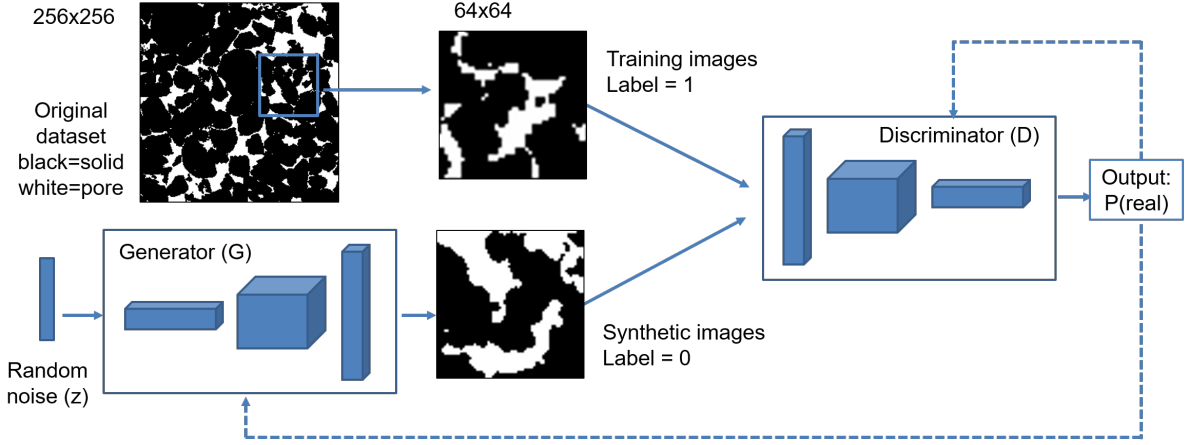 256x256
64x64
Original
dataset
black=solid
white=pore
Training images
Label = 1
Discriminator (D)
Output:
P(real)
Generator (G)
Random
noise (z)
Synthetic images
Label = 0